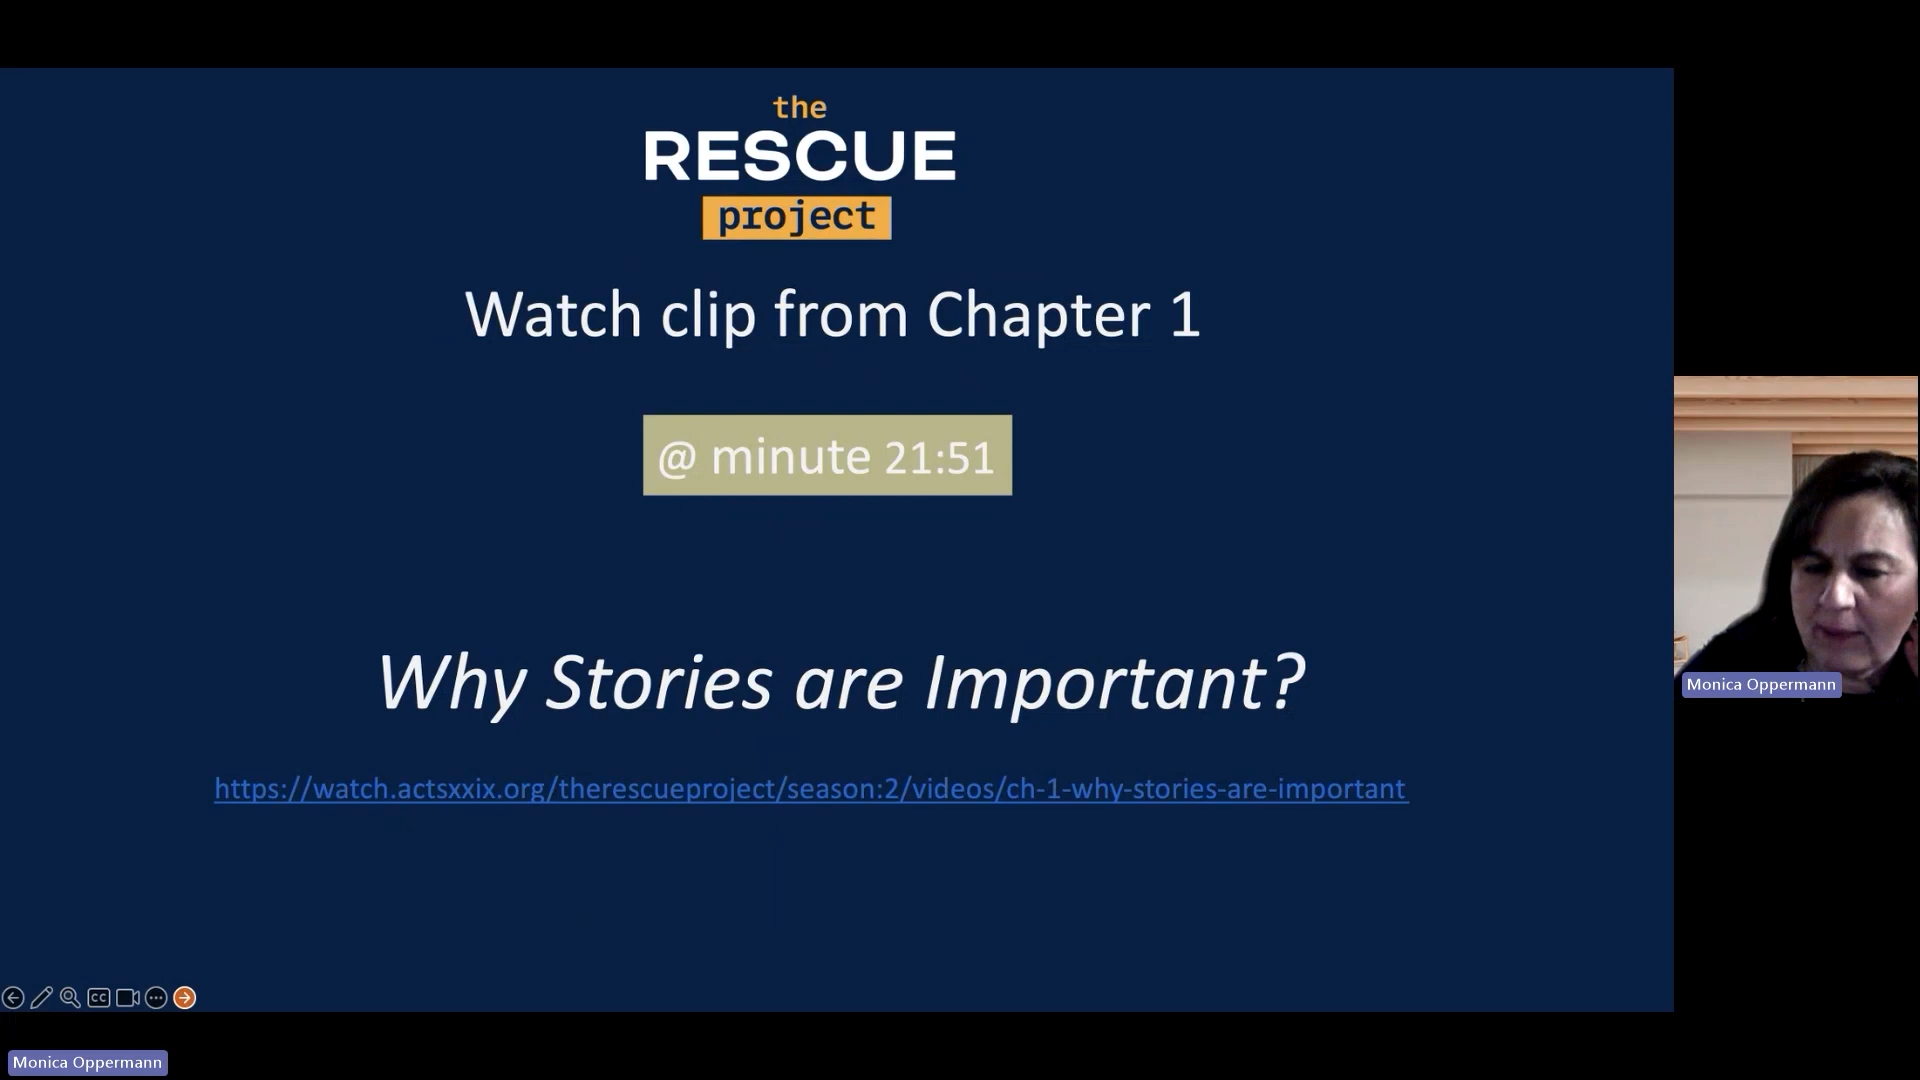 the
RESCUE
project
Watch clip from Chapter 1
@ minute 21:51
Why Stories are Important?
https://watch.actsxxix.org/therescueproject/season:2/videos/ch-1-why-stories-are-important
Monica Oppermann
CC
Monica Oppermann